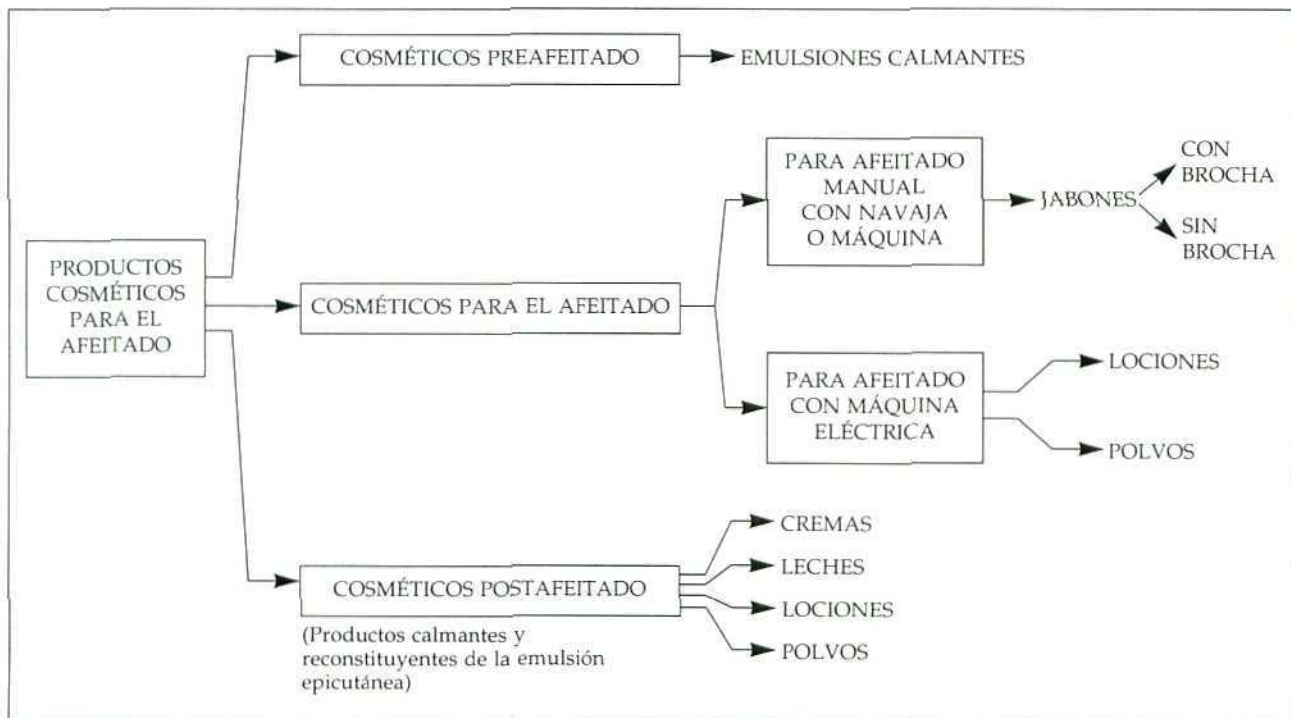 COSMÉTICOS PREAFEITADO
EMULSIONES CALMANTES
PARA AFEITADO
MANUAL
CON NAVAJA
O MÁQUINA
JABONES
CON
BROCHA
SIN
BROCHA
PRODUCTOS
COSMÉTICOS
PARA EL
AFEITADO
COSMÉTICOS PARA EL AFEITADO
PARA AFEITADO
CON MÁQUINA
ELÉCTRICA
LOCIONES
POLVOS
COSMÉTICOS POSTAFEITADO
(Productos calmantes y
reconstituyentes de la emulsión
epicutánea)
CREMAS
LECHES
LOCIONES
POLVOS